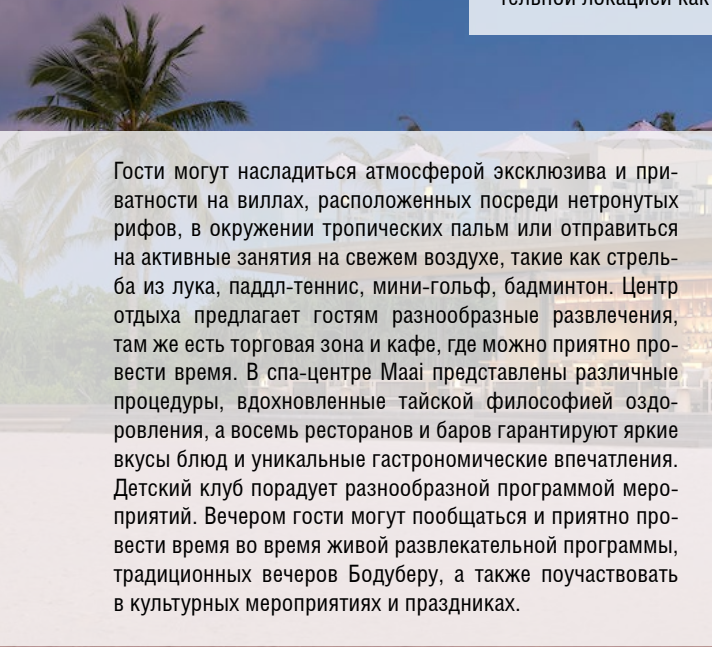 тельной локацией как
Гости могут насладиться атмосферой эксклюзива и при-
ватности на виллах, расположенных посреди нетронутых
рифов, в окружении тропических пальм или отправиться
на активные занятия на свежем воздухе, такие как стрель-
ба из лука, паддл-теннис, мини-гольф, бадминтон. Центр
отдыха предлагает гостям разнообразные развлечения,
там же есть торговая зона и кафе, где можно приятно про-
вести время. В спа-центре Maai представлены различные
процедуры, вдохновленные тайской философией оздо-
ровления, а восемь ресторанов и баров гарантируют яркие
вкусы блюд и уникальные гастрономические впечатления.
Детский клуб порадует разнообразной программой меро-
приятий. Вечером гости могут пообщаться и приятно про-
вести время во время живой развлекательной программы,
традиционных вечеров Бодуберу, а также поучаствовать
в культурных мероприятиях и праздниках.